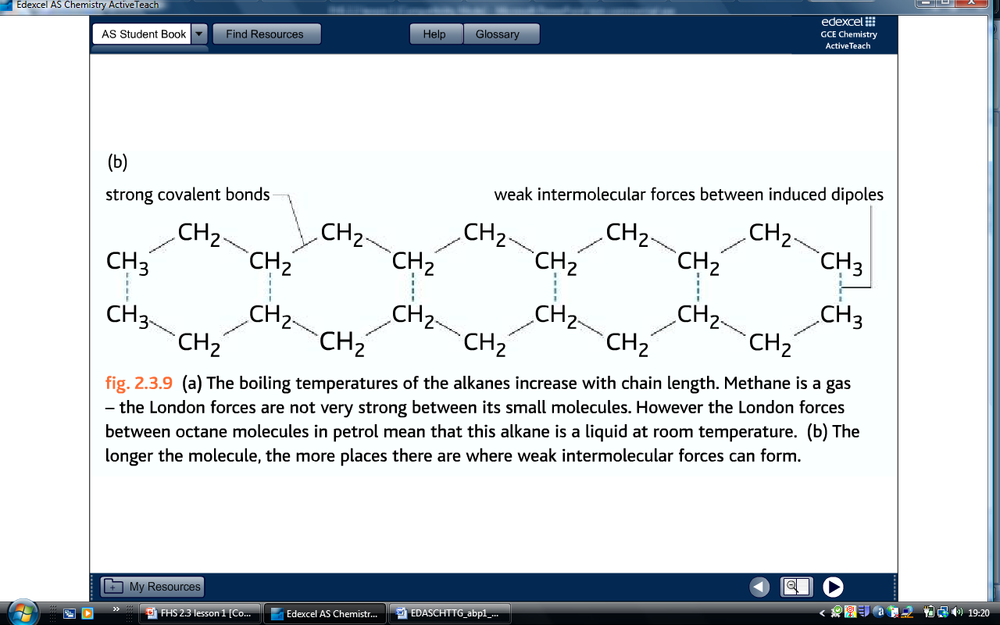 Edexcel AS Chemistry ActiveTeach
AS Student Book
Find Resources
Help
Glossary
edexcel
GCE Chemistry
ActiveTeach
(b)
strong covalent bonds
weak intermolecular forces between induced dipoles
CH2 CH2 CH2 CH2 CH2
CH3 CH2 CH2 CH2 CH2 CH3
CH3 CH2 CH2 CH2 CH2 CH3
CH2 CH2 CH2 CH2 CH2
fig. 2.3.9 (a) The boiling temperatures of the alkanes increase with chain length. Methane is a gas
– the London forces are not very strong between its small molecules. However the London forces
between octane molecules in petrol mean that this alkane is a liquid at room temperature. (b) The
longer the molecule, the more places there are where weak intermolecular forces can form.
My Resources
FHS 2.3 lesson 1 [Co...
Edexcel AS Chemistr...
EDASCHTTG_abp1_...
19:20